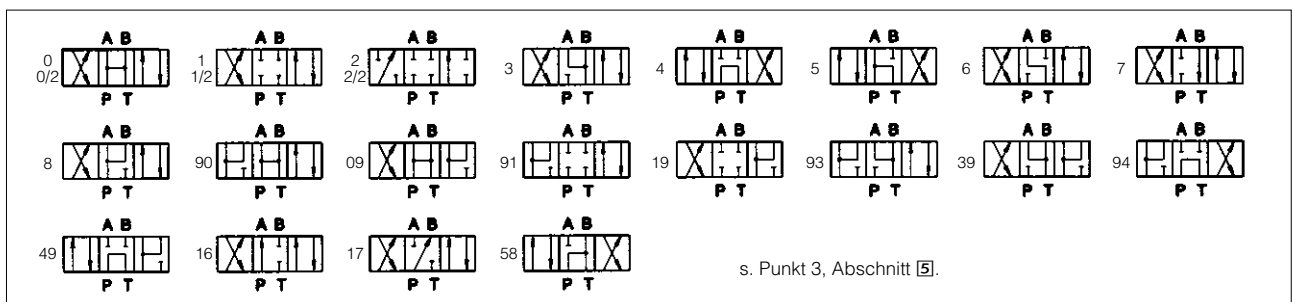 A B A B A B A B A B A B A B A B
0 1 2 3 4 5 6 7
0/2 1/2 2/2
P T P T P T P T P T P T P T P T
A B A B A B A B A B A B A B A B
8 90 09 91 19 93 39 94
P T P T P T P T P T P T P T P T
A B A B A B A B
49 16 17 58
s. Punkt 3, Abschnitt 5.
P T P T P T P T